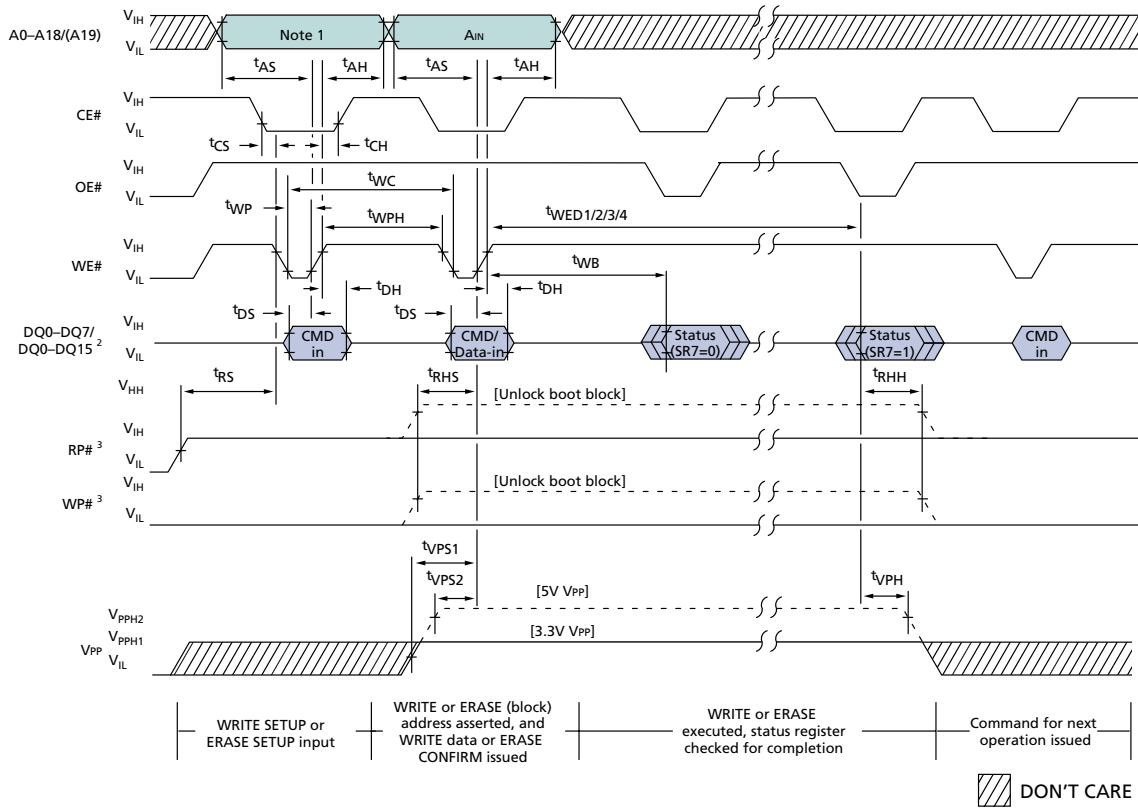 A0–A18/(A19)
VIH
VIL
Note 1
AIN
tAS
tAH
tAS
tAH
CE#
VIH
VIL
tCS
tCH
OE#
VIH
VIL
tWC
tWP
tWPH
tWED1/2/3/4
WE#
VIH
VIL
tWB
tDH
tDH
tDS
tDS
DQ0–DQ7/
DQ0–DQ15 2
VIH
VIL
CMD
in
CMD/
Data-in
Status
(SR7=0)
Status
(SR7=1)
CMD
in
tRS
tRHS
tRHH
VHH
[Unlock boot block]
VIH
RP# 3
VIL
VIH
[Unlock boot block]
WP# 3
VIL
tVPS1
tVPS2
tVPH
[5V VPP]
VPPH2
VPPH1
[3.3V VPP]
VPP
VIL
WRITE SETUP or
ERASE SETUP input
WRITE or ERASE (block)
address asserted, and
WRITE data or ERASE
CONFIRM issued
WRITE or ERASE
executed, status register
checked for completion
Command for next
operation issued
DON'T CARE